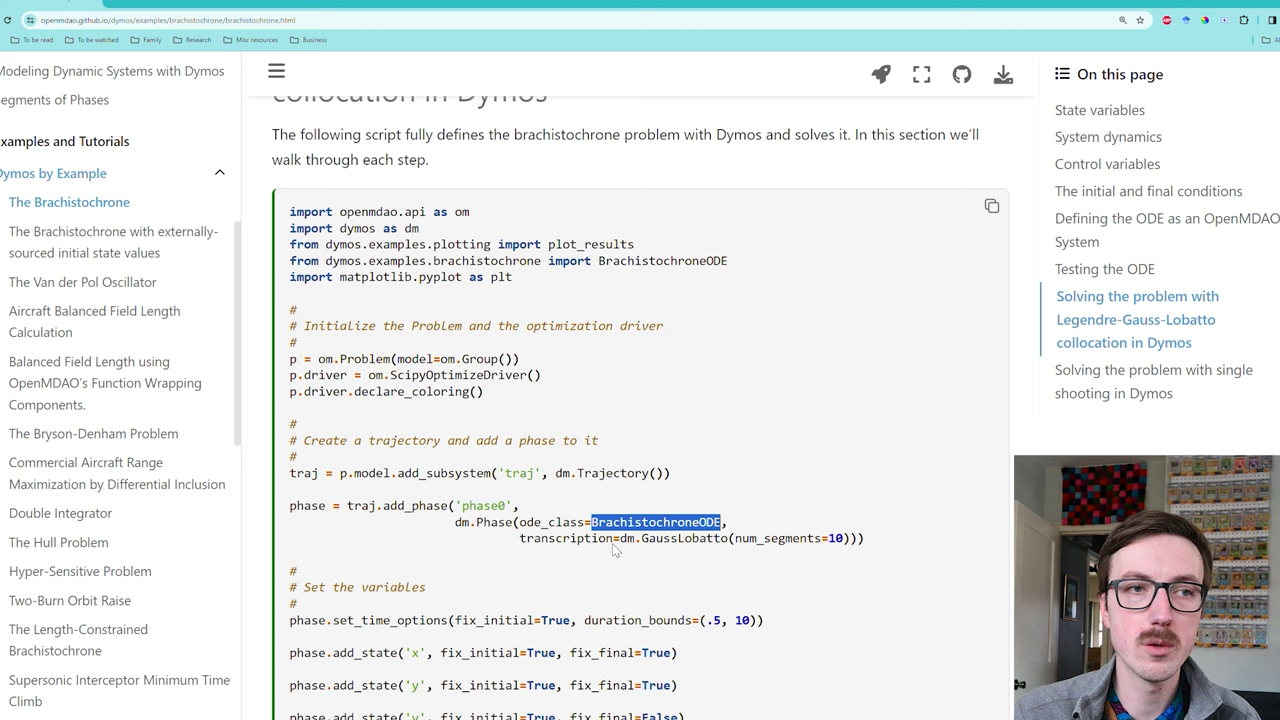 openmdao.github.io/dymos/examples/brachistochrone/brachistochrone.html
To be read
To be watched
Family
Research
Misc resources
Business
Modeling Dynamic Systems with Dymos
Segments of Phases
Examples and Tutorials
Dymos by Example
The Brachistochrone
The Brachistochrone with externally-
sourced initial state values
The Van der Pol Oscillator
Aircraft Balanced Field Length
Calculation
Balanced Field Length using
OpenMDAO's Function Wrapping
Components.
The Bryson-Denham Problem
Commercial Aircraft Range
Maximization by Differential Inclusion
Double Integrator
The Hull Problem
Hyper-Sensitive Problem
Two-Burn Orbit Raise
The Length-Constrained
Brachistochrone
Supersonic Interceptor Minimum Time
Climb
collocation in Dymos
The following script fully defines the brachistochrone problem with Dymos and solves it. In this section we'll
walk through each step.
import openmdao.api as om
import dymos as dm
from dymos.examples.plotting import plot_results
from dymos.examples.brachistochrone import BrachistochroneODE
import matplotlib.pyplot as plt
#
# Initialize the Problem and the optimization driver
#
p = om.Problem(model=om.Group())
p.driver = om.ScipyOptimizeDriver()
p.driver.declare_coloring()
#
# Create a trajectory and add a phase to it
#
traj = p.model.add_subsystem('traj', dm.Trajectory())
phase = traj.add_phase('phase0',
dm.Phase(ode_class=BrachistochroneODE,
transcription=dm.GaussLobatto(num_segments=10)))
#
# Set the variables
#
phase.set_time_options(fix_initial=True, duration_bounds=(.5, 10))
phase.add_state('x', fix_initial=True, fix_final=True)
phase.add_state('y', fix_initial=True, fix_final=True)
phase.add_state('v', fix_initial=True, fix_final=False)
On this page
State variables
System dynamics
Control variables
The initial and final conditions
Defining the ODE as an OpenMDAO
System
Testing the ODE
Solving the problem with
Legendre-Gauss-Lobatto
collocation in Dymos
Solving the problem with single
shooting in Dymos